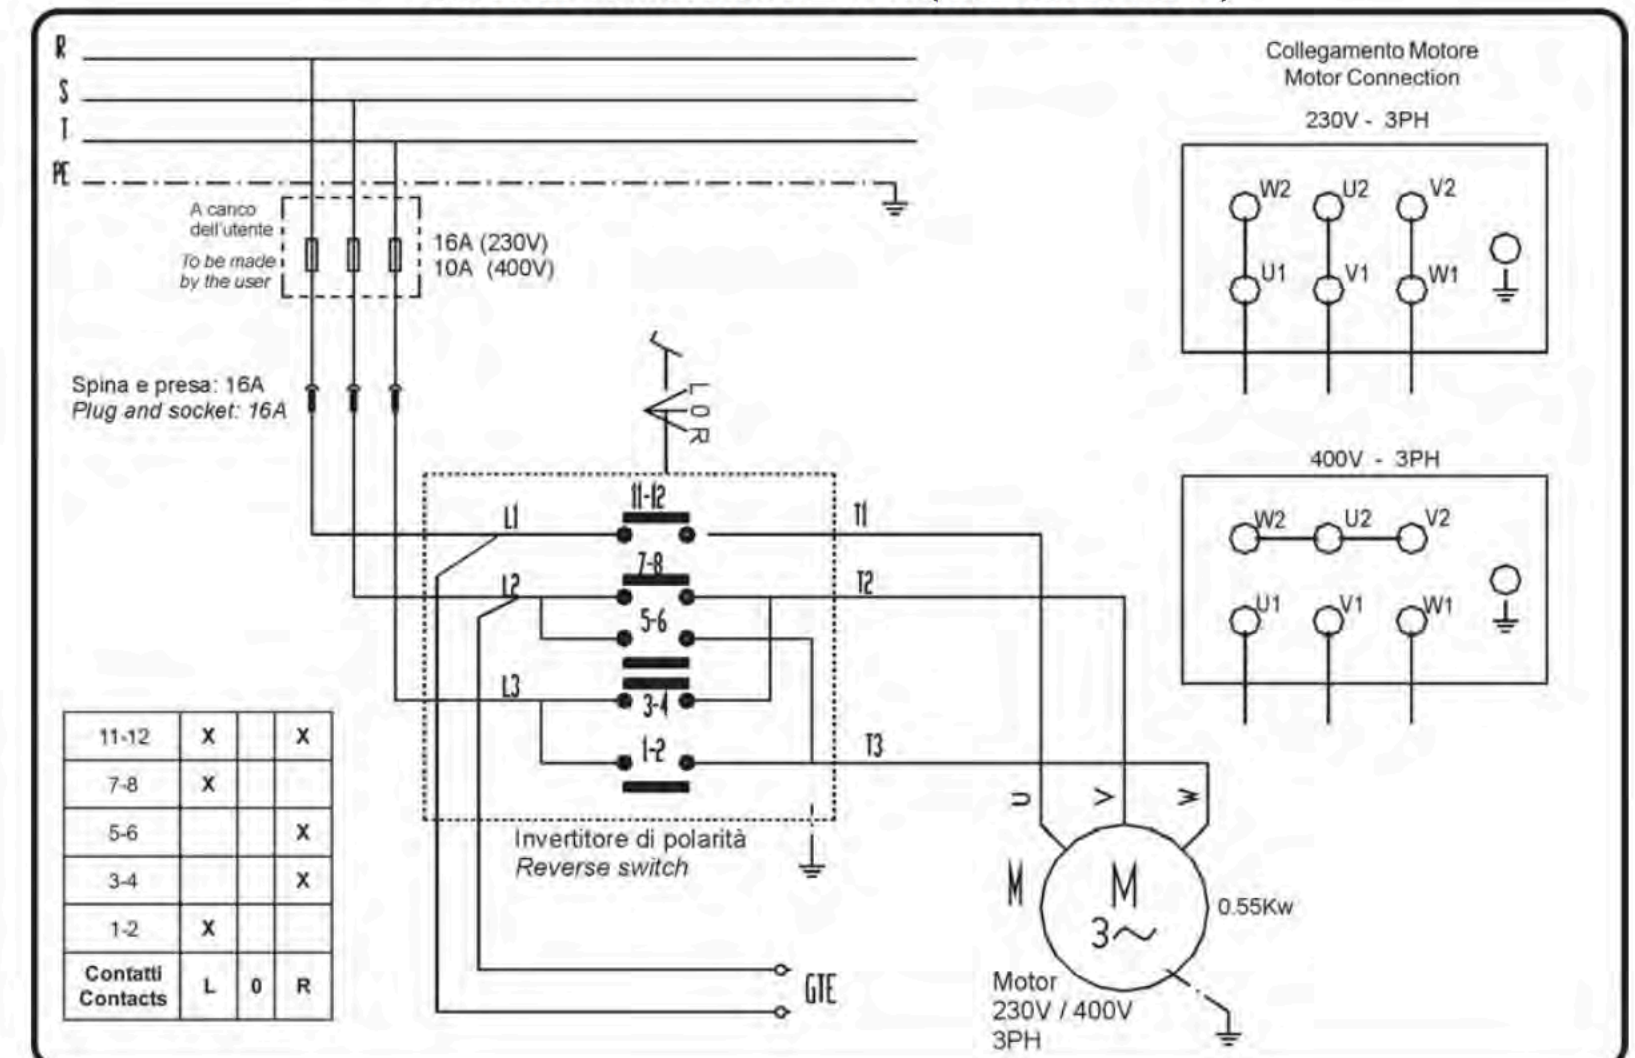 R
S
T
PE
A canco
dell'utente
To be made
by the user
16A (230V)
10A (400V)
Spina e presa: 16A
Plug and socket: 16A
L 0 R
L1
L2
L3
11-12
7-8
5-6
3-4
1-2
T1
T2
T3
Invertitore di polarità
Reverse switch
GTE
U
V
W
M
M
3~
0.55Kw
Motor
230V / 400V
3PH
Collegamento Motore
Motor Connection
230V - 3PH
W2 U2 V2
U1 V1 W1
400V - 3PH
W2 U2 V2
U1 V1 W1
11-12 X X
7-8 X
5-6 X
3-4 X
1-2 X
Contatti
Contacts L 0 R